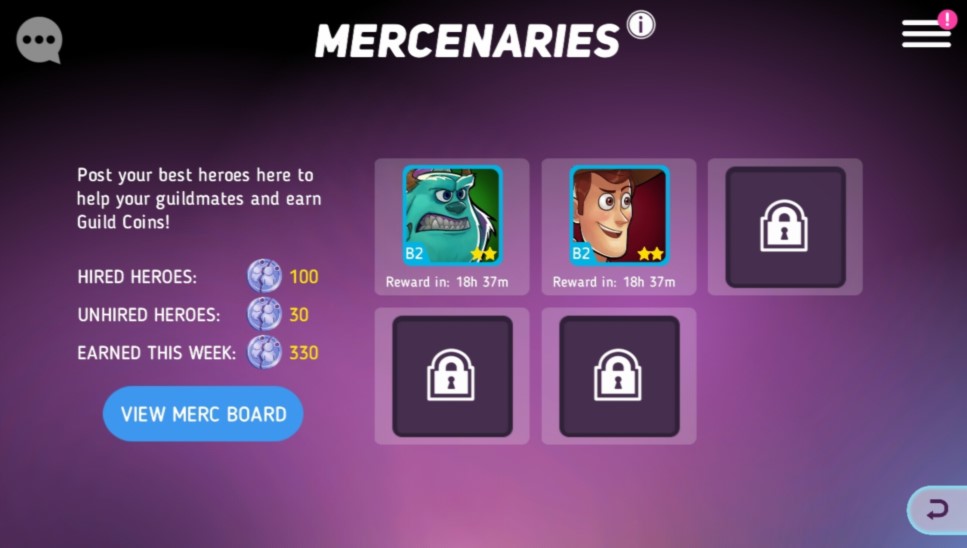 MERCENARIES
Post your best heroes here to
help your guildmates and earn
Guild Coins!
HIRED HEROES: 100
UNHIRED HEROES: 30
EARNED THIS WEEK: 330
VIEW MERC BOARD
B2
Reward in: 18h 37m
B2
Reward in: 18h 37m